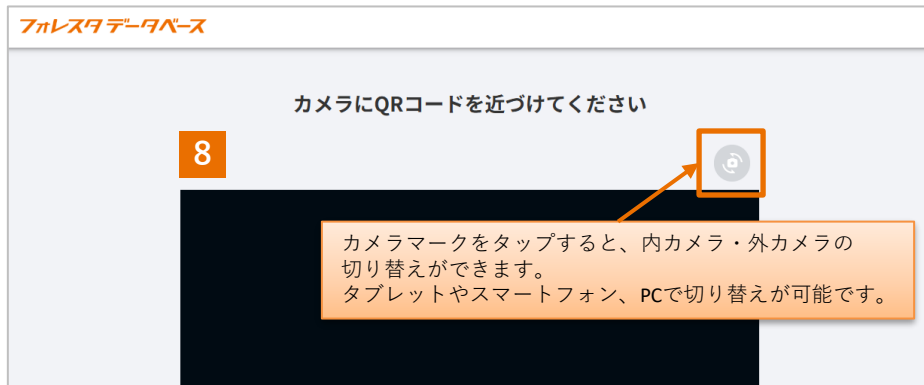 フォレスタデータベース
カメラにQRコードを近づけてください
8
カメラマークをタップすると、内カメラ・外カメラの
切り替えができます。
タブレットやスマートフォン、PCで切り替えが可能です。